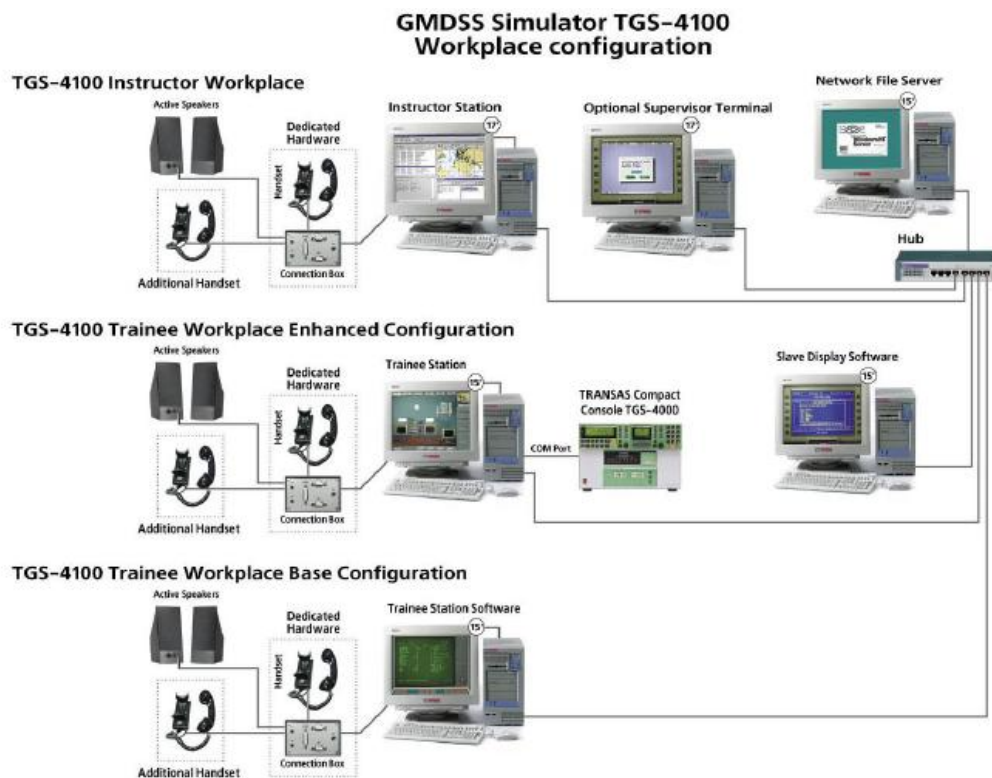 GMDSS Simulator TGS-4100
Workplace configuration
TGS-4100 Instructor Workplace
Active Speakers
Dedicated
Hardware
Handset
Additional Handset
Connection Box
Instructor Station
17"
Optional Supervisor Terminal
17"
Network File Server
15"
Hub
TGS-4100 Trainee Workplace Enhanced Configuration
Active Speakers
Dedicated
Hardware
Handset
Additional Handset
Connection Box
Trainee Station
15"
COM Port
TRANSAS Compact
Console TGS-4000
Slave Display Software
15"
TGS-4100 Trainee Workplace Base Configuration
Active Speakers
Dedicated
Hardware
Handset
Additional Handset
Connection Box
Trainee Station Software
15"